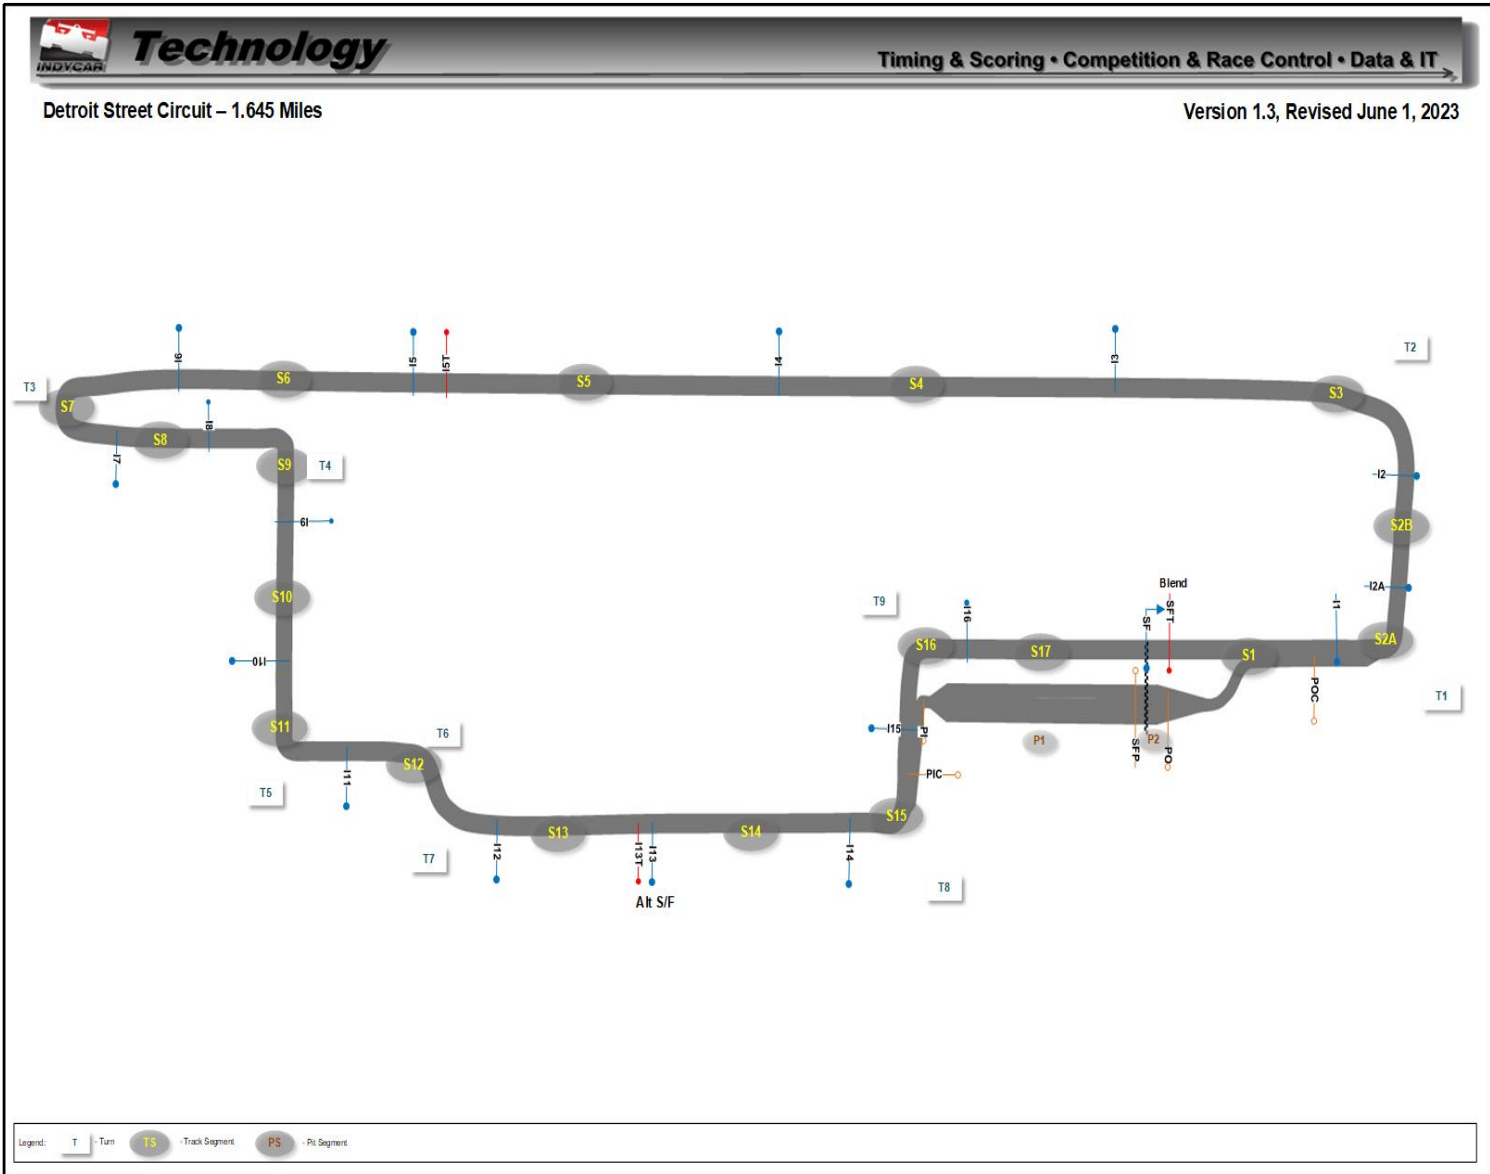 INDYCAR
Technology
Timing & Scoring • Competition & Race Control • Data & IT
Detroit Street Circuit – 1.645 Miles
Version 1.3, Revised June 1, 2023
T2
I6
I5
I5T
I4
I3
T3
S6
S5
S4
S3
S7
I8
S8
I7
S9
T4
I2
I9
S2B
Blend
I2A
S10
T9
I16
SF
SFT
I1
S16
S17
S1
S2A
I10
POC
T1
S11
I15
PI
T6
P1
SFP
P2
PO
S12
PIC
I11
T5
S15
S13
S14
T7
I12
I13T
I13
I14
T8
Alt S/F
Legend:
T
- Turn
TS
- Track Segment
PS
- Pit Segment